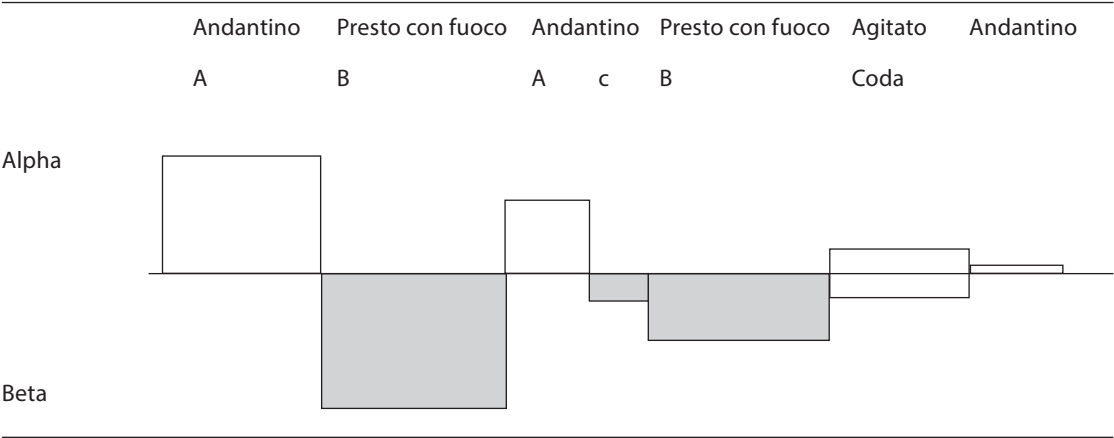 Andantino Presto con fuoco Andantino Presto con fuoco Agitato Andantino
A B A c B Coda
Alpha
Beta